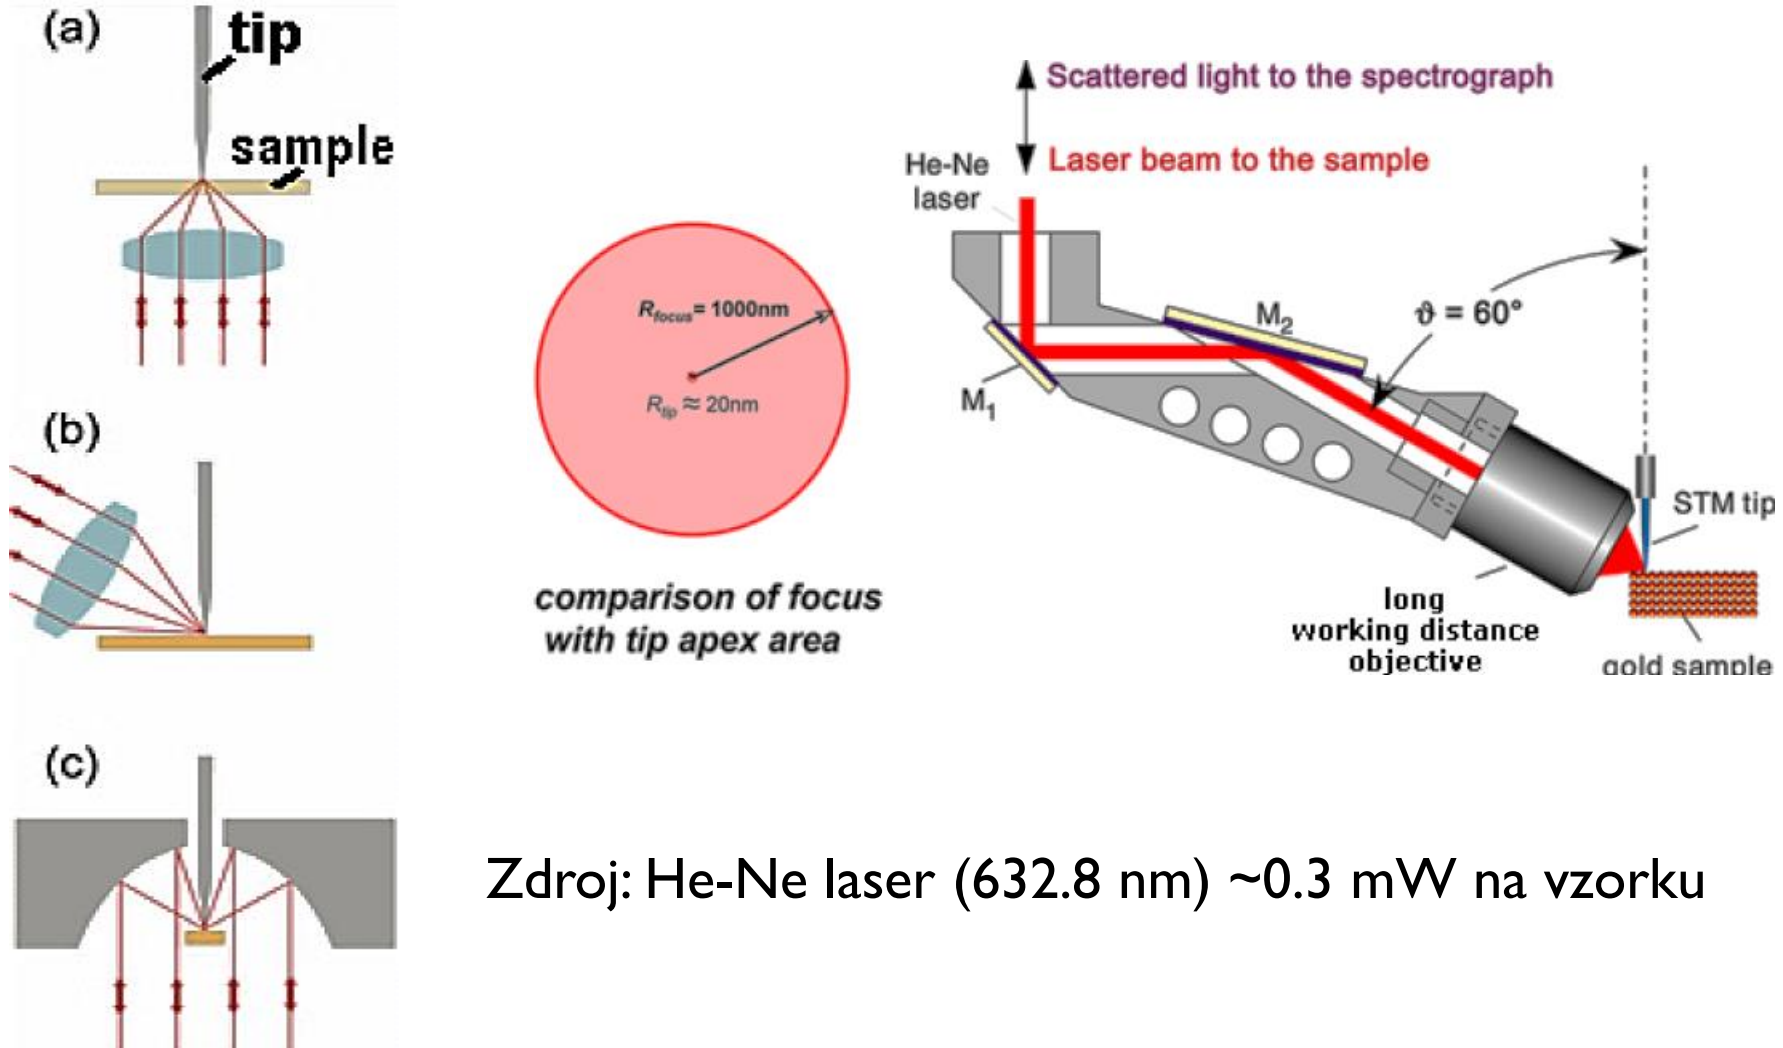 (a)
tip
sample
(b)
(c)
R_focus = 1000nm
R_tip ≈ 20nm
comparison of focus
with tip apex area
Scattered light to the spectrograph
Laser beam to the sample
He-Ne
laser
M₁
M₂
ϑ = 60°
STM tip
long
working distance
objective
gold sample
Zdroj: He-Ne laser (632.8 nm) ~0.3 mW na vzorku